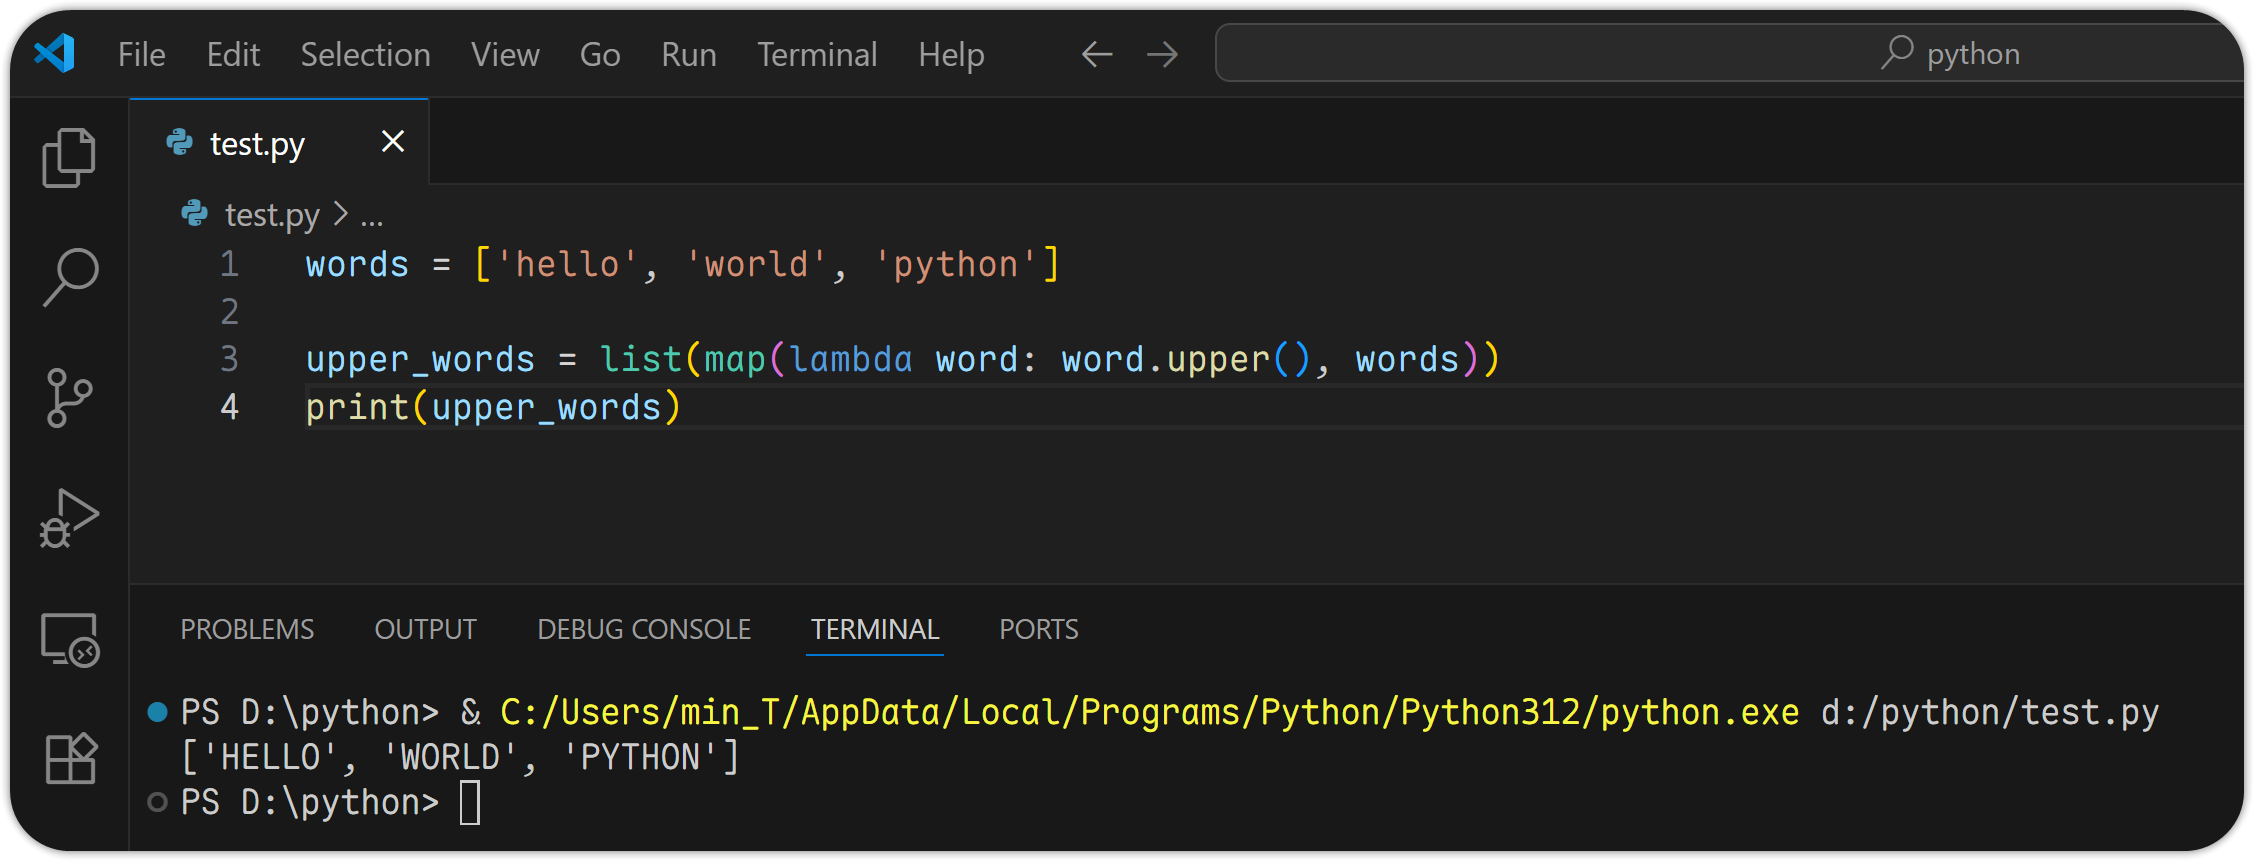 File Edit Selection View Go Run Terminal Help python
test.py
test.py > ...
1 words = ['hello', 'world', 'python']
2
3 upper_words = list(map(lambda word: word.upper(), words))
4 print(upper_words)
PROBLEMS OUTPUT DEBUG CONSOLE TERMINAL PORTS
PS D:\python> & C:/Users/min_T/AppData/Local/Programs/Python/Python312/python.exe d:/python/test.py
['HELLO', 'WORLD', 'PYTHON']
PS D:\python>